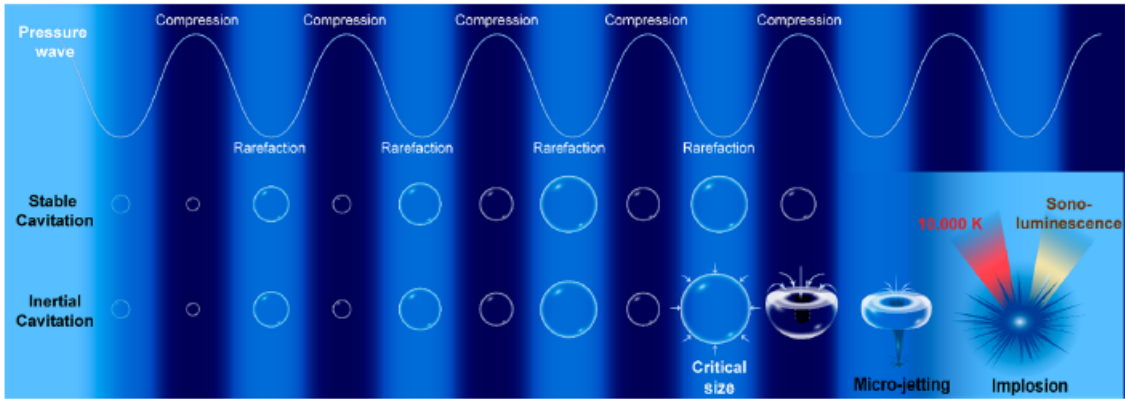 Compression Compression Compression Compression Compression
Pressure
wave
Rarefaction Rarefaction Rarefaction Rarefaction
Stable
Cavitation
Sono-
luminescence
10,000 K
Inertial
Cavitation
Critical
size
Micro-jetting
Implosion